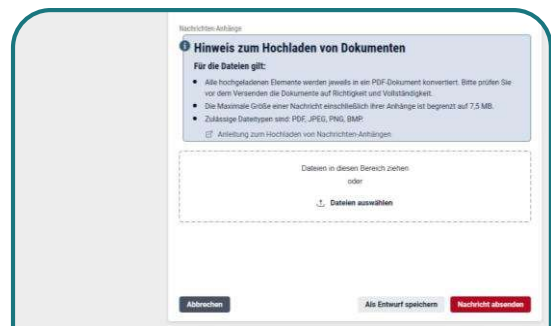 Nachrichten-Anhänge
Hinweis zum Hochladen von Dokumenten
Für die Dateien gilt:
Alle hochgeladenen Elemente werden jeweils in ein PDF-Dokument konvertiert. Bitte prüfen Sie
vor dem Versenden die Dokumente auf Richtigkeit und Vollständigkeit.
Die Maximale Größe einer Nachricht einschließlich ihrer Anhänge ist begrenzt auf 7,5 MB.
Zulässige Dateitypen sind: PDF, JPEG, PNG, BMP.
Anleitung zum Hochladen von Nachrichten-Anhängen
Dateien in diesen Bereich ziehen
oder
Dateien auswählen
Abbrechen
Als Entwurf speichern
Nachricht absenden